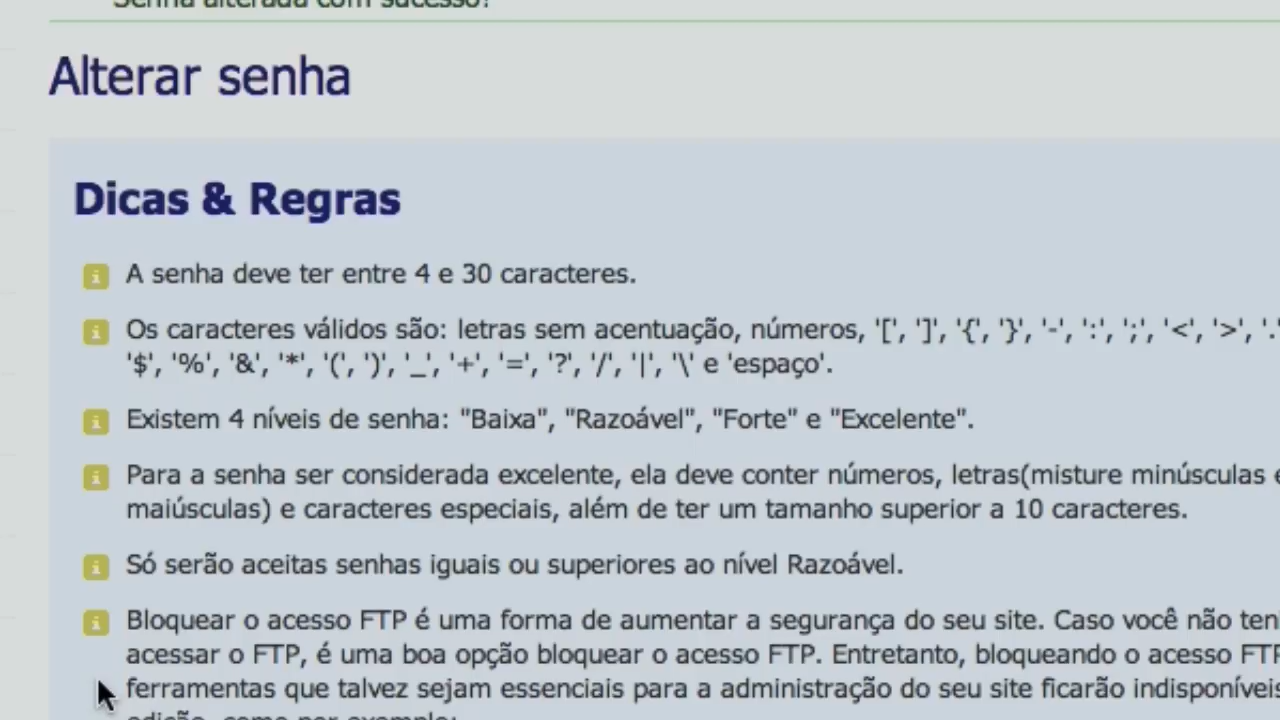 Senha alterada com sucesso!
Alterar senha
Dicas & Regras
A senha deve ter entre 4 e 30 caracteres.
Os caracteres válidos são: letras sem acentuação, números, '[', ']', '{', '}', '-', ':', ';', '<', '>', '.'
'$', '%', '&', '*', '(', ')', '_', '+', '=', '?', '/', '|', '\' e 'espaço'.
Existem 4 níveis de senha: "Baixa", "Razoável", "Forte" e "Excelente".
Para a senha ser considerada excelente, ela deve conter números, letras(misture minúsculas e
maiúsculas) e caracteres especiais, além de ter um tamanho superior a 10 caracteres.
Só serão aceitas senhas iguais ou superiores ao nível Razoável.
Bloquear o acesso FTP é uma forma de aumentar a segurança do seu site. Caso você não ten
acessar o FTP, é uma boa opção bloquear o acesso FTP. Entretanto, bloqueando o acesso FTP
ferramentas que talvez sejam essenciais para a administração do seu site ficarão indisponíveis
edição, como por exemplo: